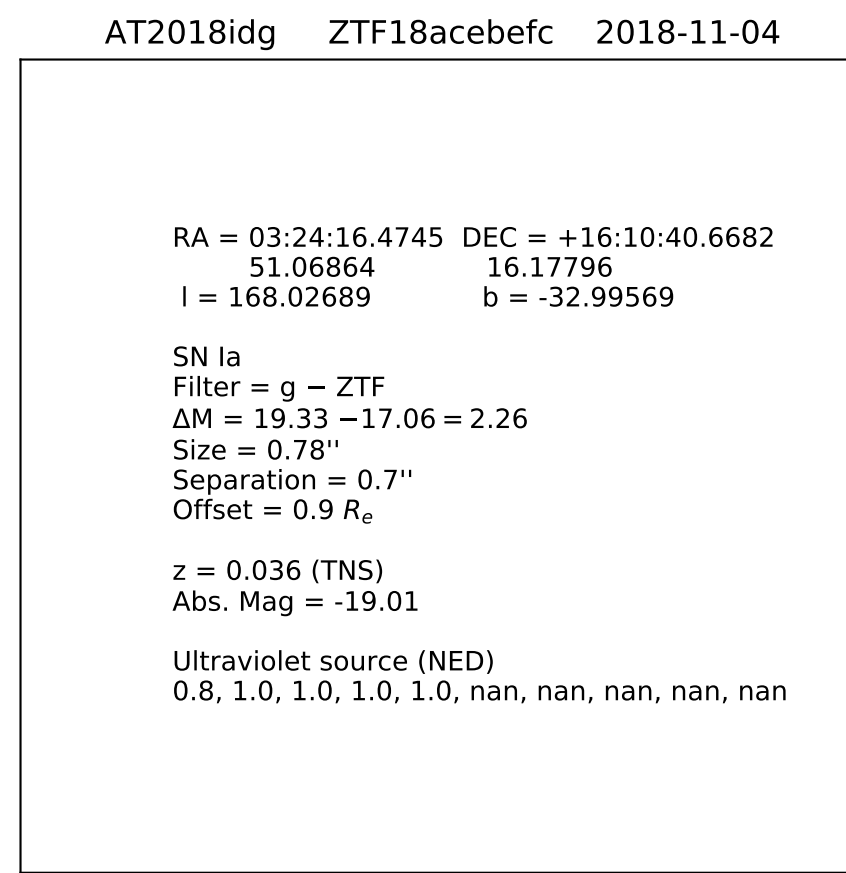 AT2018idg ZTF18acebefc 2018-11-04
RA = 03:24:16.4745 DEC = +16:10:40.6682
51.06864 16.17796
l = 168.02689 b = -32.99569
SN Ia
Filter = g − ZTF
ΔM = 19.33 −17.06 = 2.26
Size = 0.78''
Separation = 0.7''
Offset = 0.9 Rₑ
z = 0.036 (TNS)
Abs. Mag = -19.01
Ultraviolet source (NED)
0.8, 1.0, 1.0, 1.0, 1.0, nan, nan, nan, nan, nan